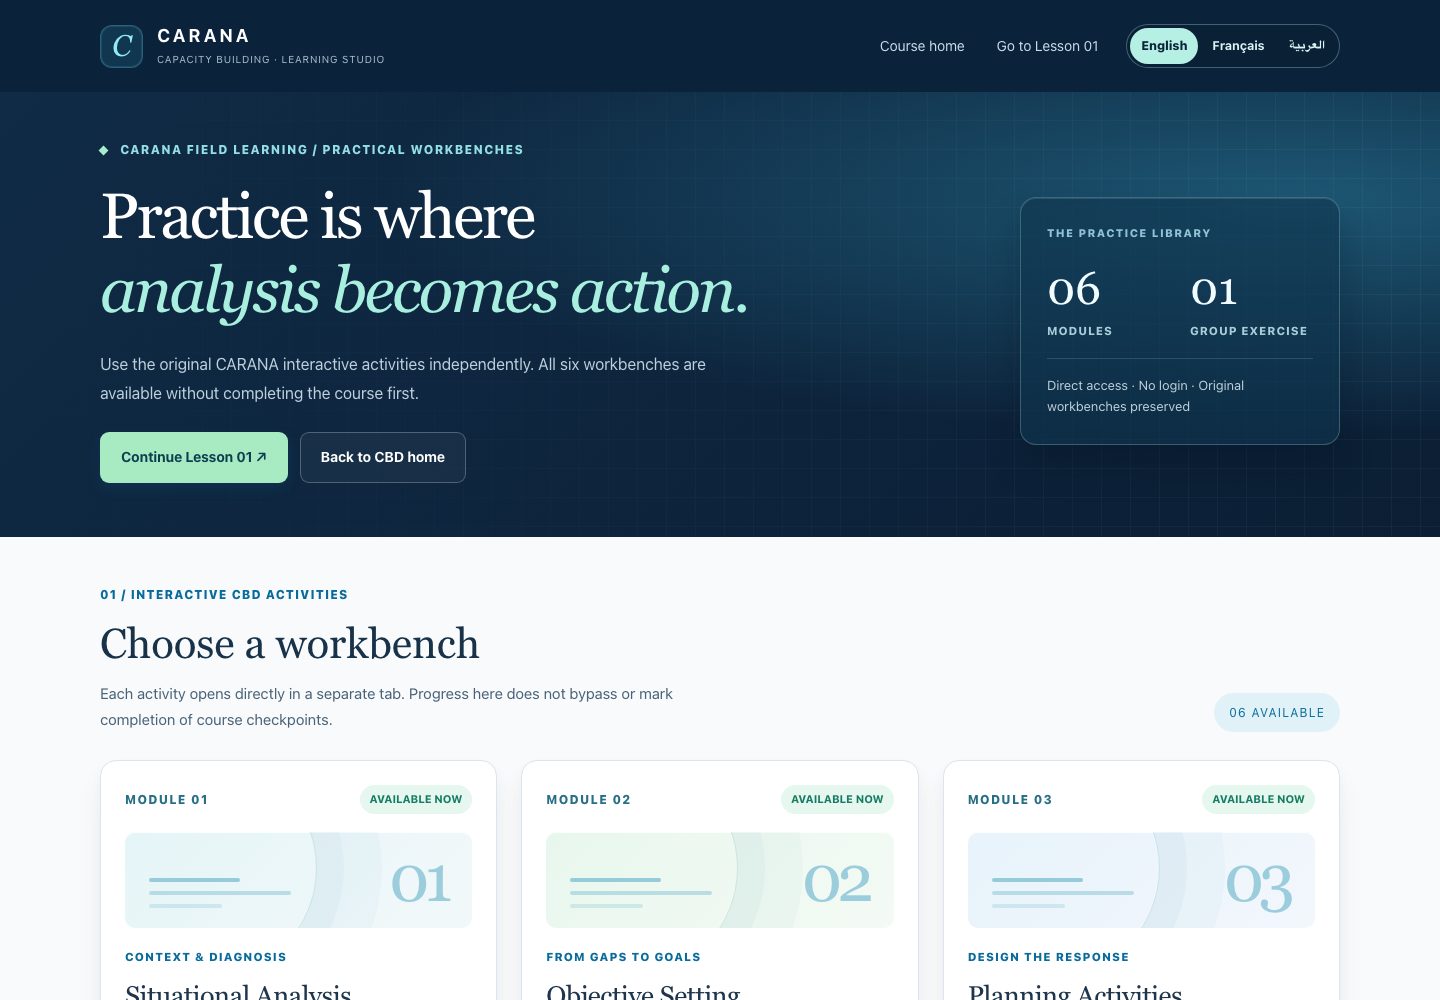 C
CARANA
CAPACITY BUILDING · LEARNING STUDIO
Course home
Go to Lesson 01
English
Français
العربية
CARANA FIELD LEARNING / PRACTICAL WORKBENCHES
Practice is where
analysis becomes action.
Use the original CARANA interactive activities independently. All six workbenches are
available without completing the course first.
Continue Lesson 01 ↗
Back to CBD home
THE PRACTICE LIBRARY
06
MODULES
01
GROUP EXERCISE
Direct access · No login · Original
workbenches preserved
01 / INTERACTIVE CBD ACTIVITIES
Choose a workbench
Each activity opens directly in a separate tab. Progress here does not bypass or mark
completion of course checkpoints.
06 AVAILABLE
MODULE 01
AVAILABLE NOW
01
CONTEXT & DIAGNOSIS
Situational Analysis
MODULE 02
AVAILABLE NOW
02
FROM GAPS TO GOALS
Objective Setting
MODULE 03
AVAILABLE NOW
03
DESIGN THE RESPONSE
Planning Activities